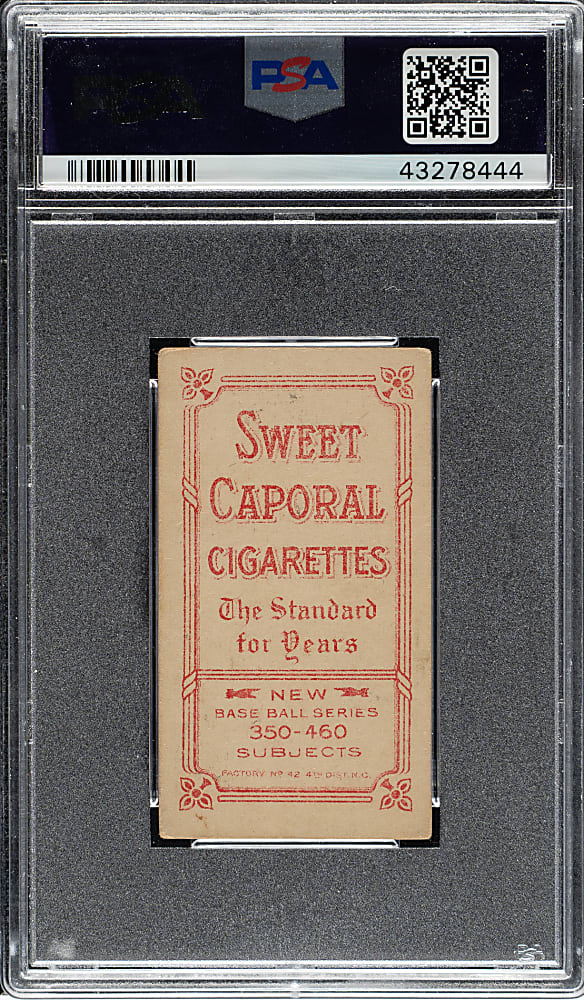 PSA
43278444
SWEET
CAPORAL
CIGARETTES
The Standard
for Years
NEW
BASE BALL SERIES
350-460
SUBJECTS
FACTORY Nº 42 4TH DIST. N.C.
PSA